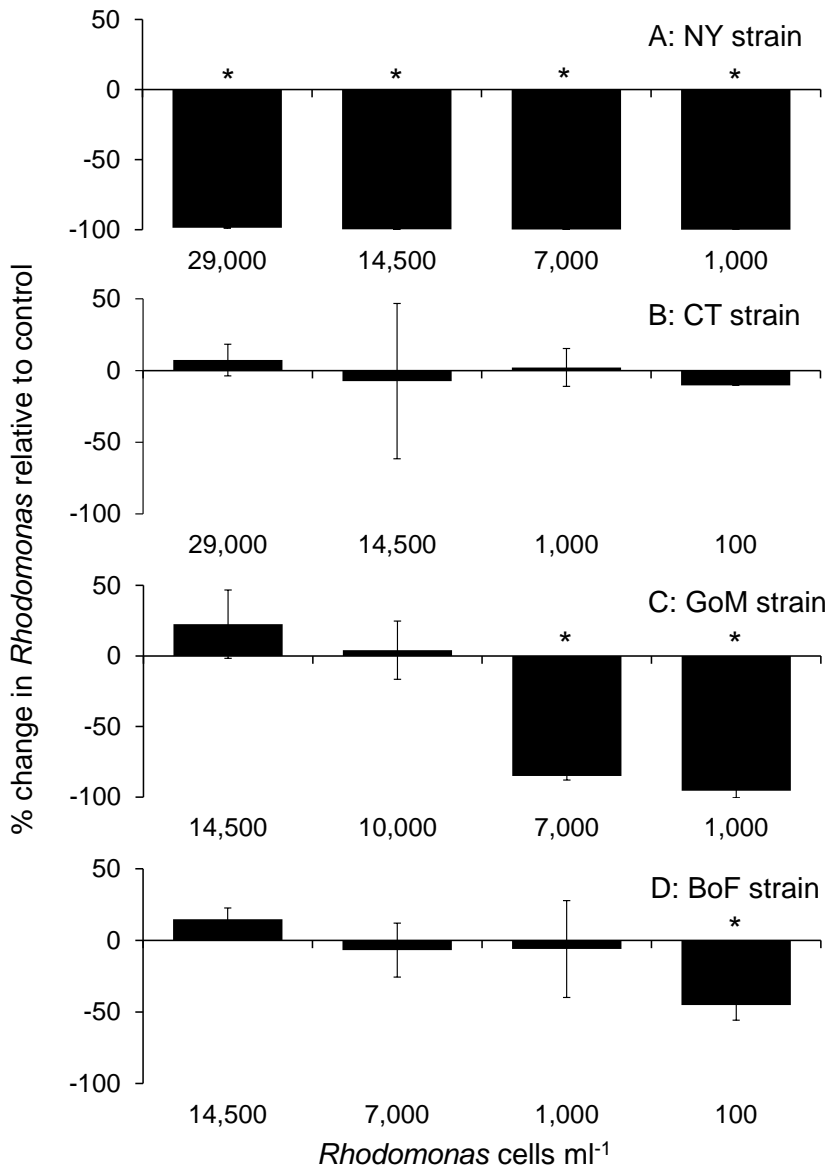 % change in Rhodomonas relative to control
A: NY strain
50
0
-50
-100
* * * *
29,000 14,500 7,000 1,000
B: CT strain
50
0
-50
-100
29,000 14,500 1,000 100
C: GoM strain
50
0
-50
-100
* *
14,500 10,000 7,000 1,000
D: BoF strain
50
0
-50
-100
*
14,500 7,000 1,000 100
Rhodomonas cells ml⁻¹